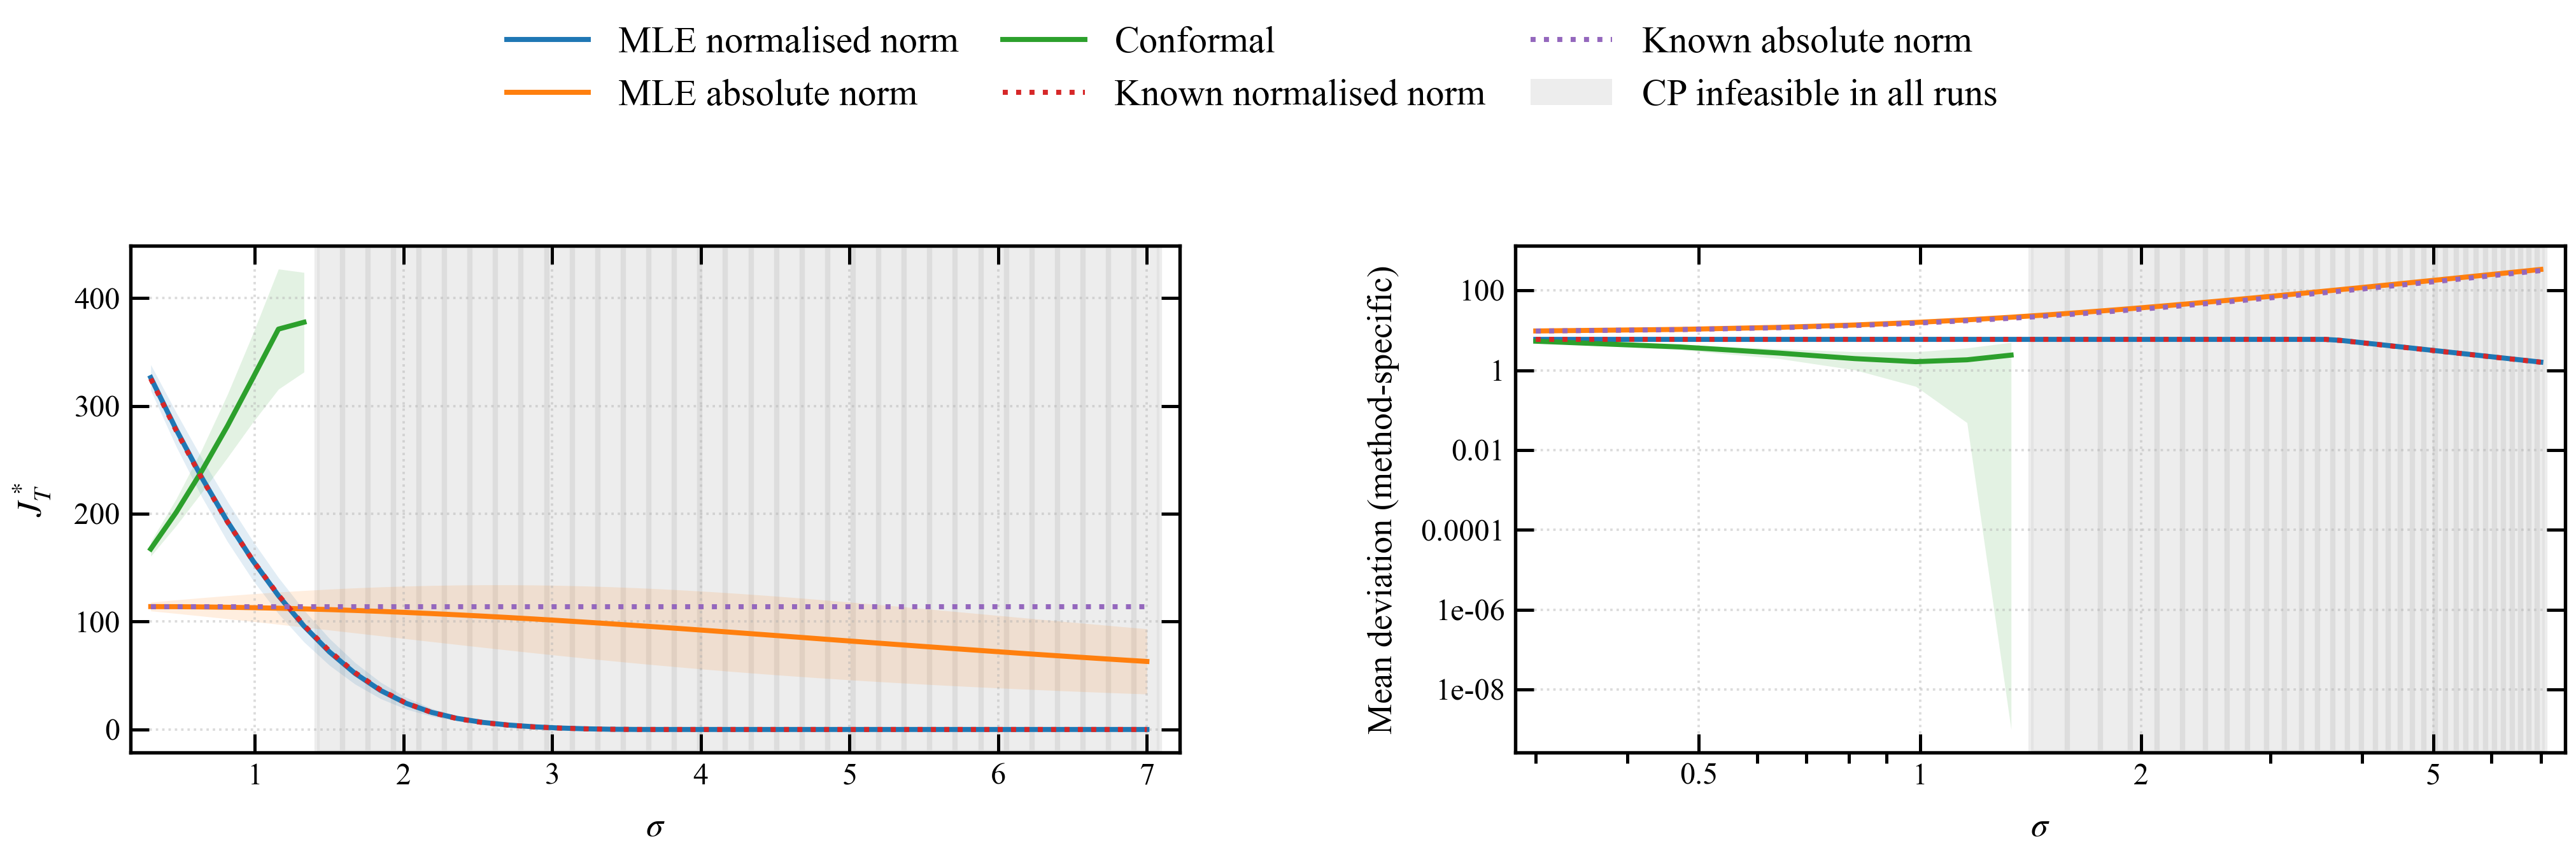 MLE normalised norm
MLE absolute norm
Conformal
Known normalised norm
Known absolute norm
CP infeasible in all runs
J*T
400
300
200
100
0
1 2 3 4 5 6 7
σ
Mean deviation (method-specific)
100
1
0.01
0.0001
1e-06
1e-08
0.5 1 2 5
σ